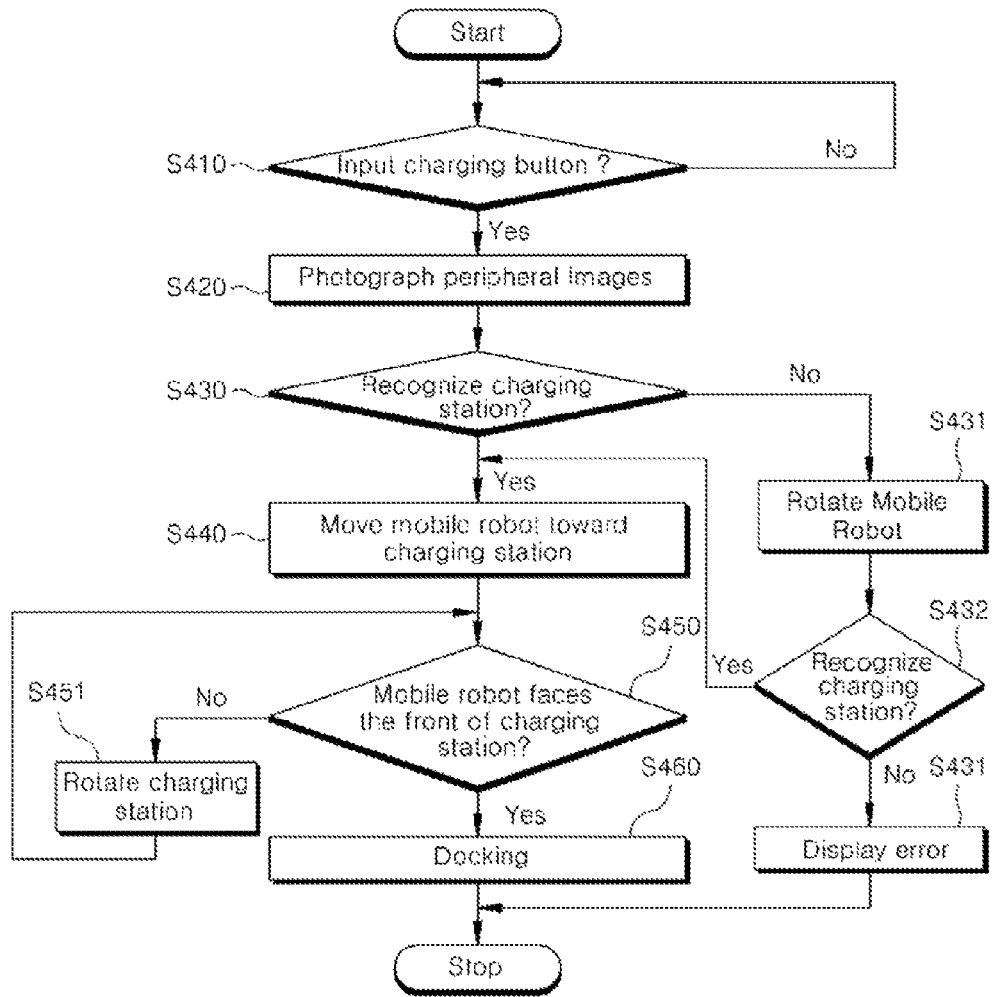 Start
S410
Input charging button ?
No
Yes
S420
Photograph peripheral images
S430
Recognize charging
station?
No
Yes
S431
Rotate Mobile
Robot
S440
Move mobile robot toward
charging station
S432
Recognize
charging
station?
Yes
No
S450
Mobile robot faces
the front of charging
station?
No
Yes
S451
Rotate charging
station
S460
Docking
S431
Display error
Stop